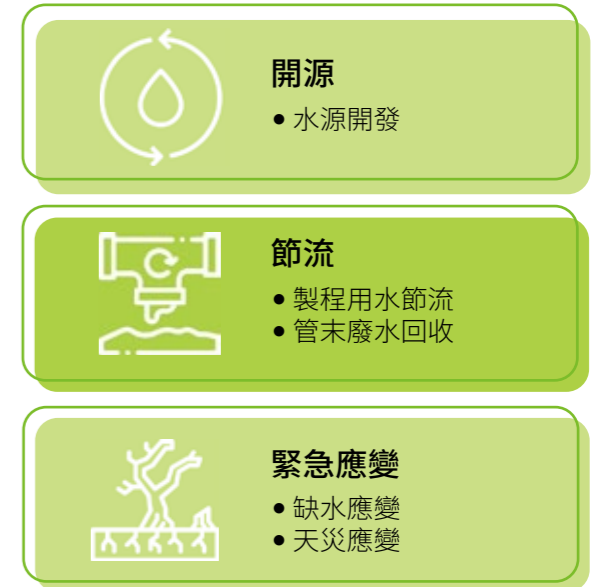 開源
• 水源開發
節流
• 製程用水節流
• 管末廢水回收
緊急應變
• 缺水應變
• 天災應變